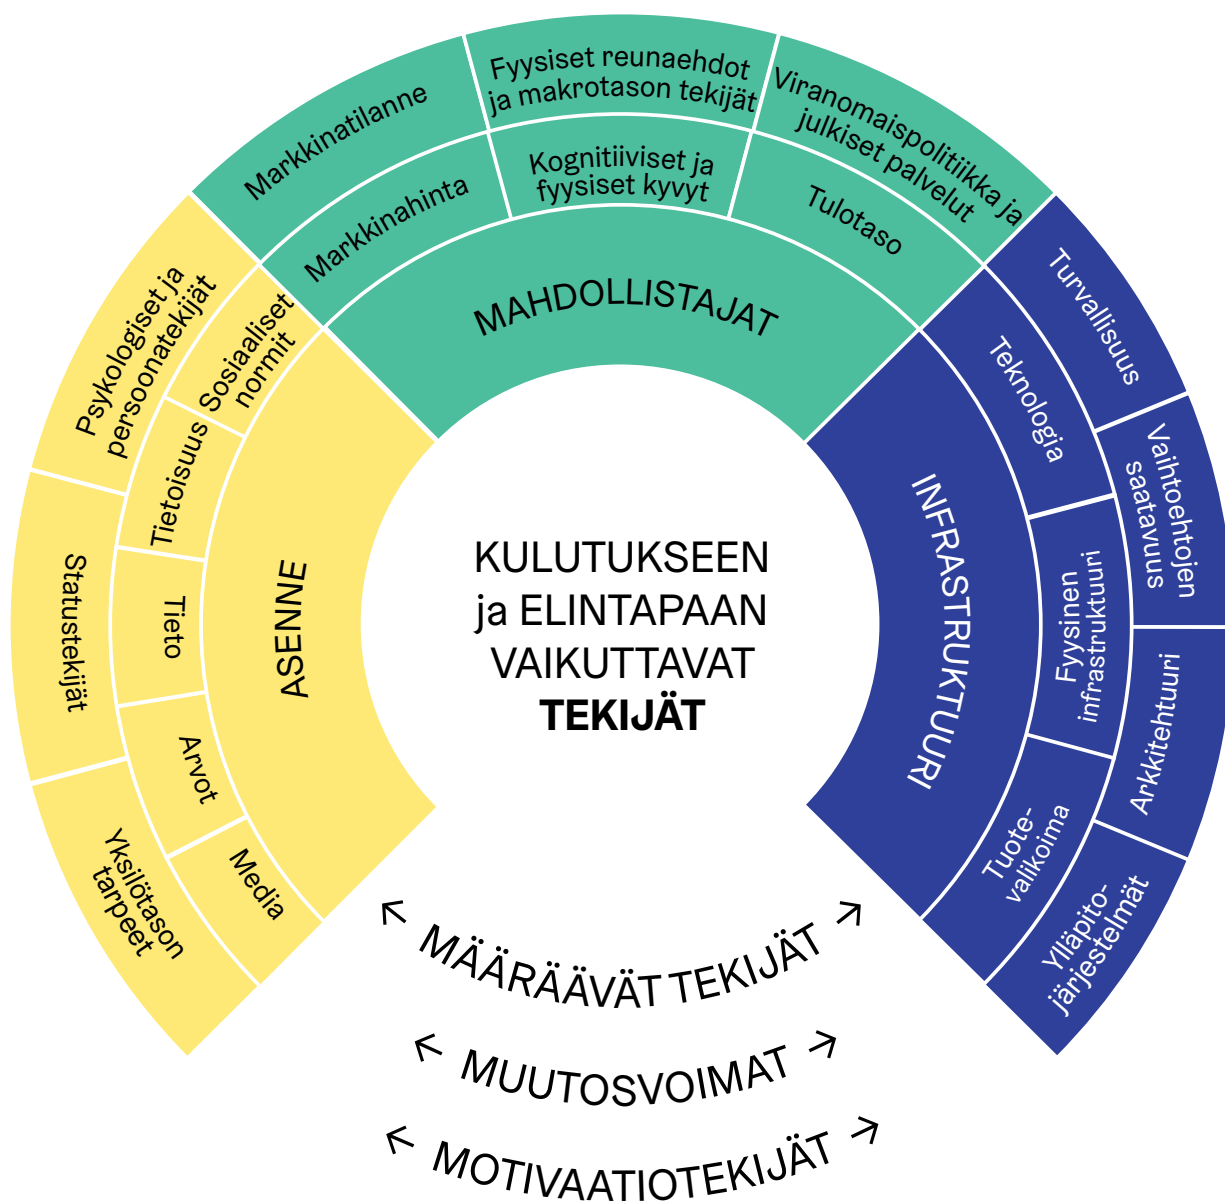 Fyysiset reunaehdot
ja makrotason tekijät
Markkinatilanne
Viranomaispolitiikka ja
julkiset palvelut
Markkinahinta
Kognitiiviset ja
fyysiset kyvyt
Tulotaso
MAHDOLLISTAJAT
Psykologiset ja
persoonatekijät
Statustekijät
Yksilötason
tarpeet
Sosiaaliset
normit
Tietoisuus
Tieto
Arvot
Media
ASENNE
KULUTUKSEEN
ja ELINTAPAAN
VAIKUTTAVAT
TEKIJÄT
INFRASTRUKTUURI
Teknologia
Fyysinen
infrastruktuuri
Tuote-
valikoima
Turvallisuus
Vaihtoehtojen
saatavuus
Arkkitehtuuri
Ylläpito-
järjestelmät
← MÄÄRÄÄVÄT TEKIJÄT →
← MUUTOSVOIMAT →
← MOTIVAATIOTEKIJÄT →